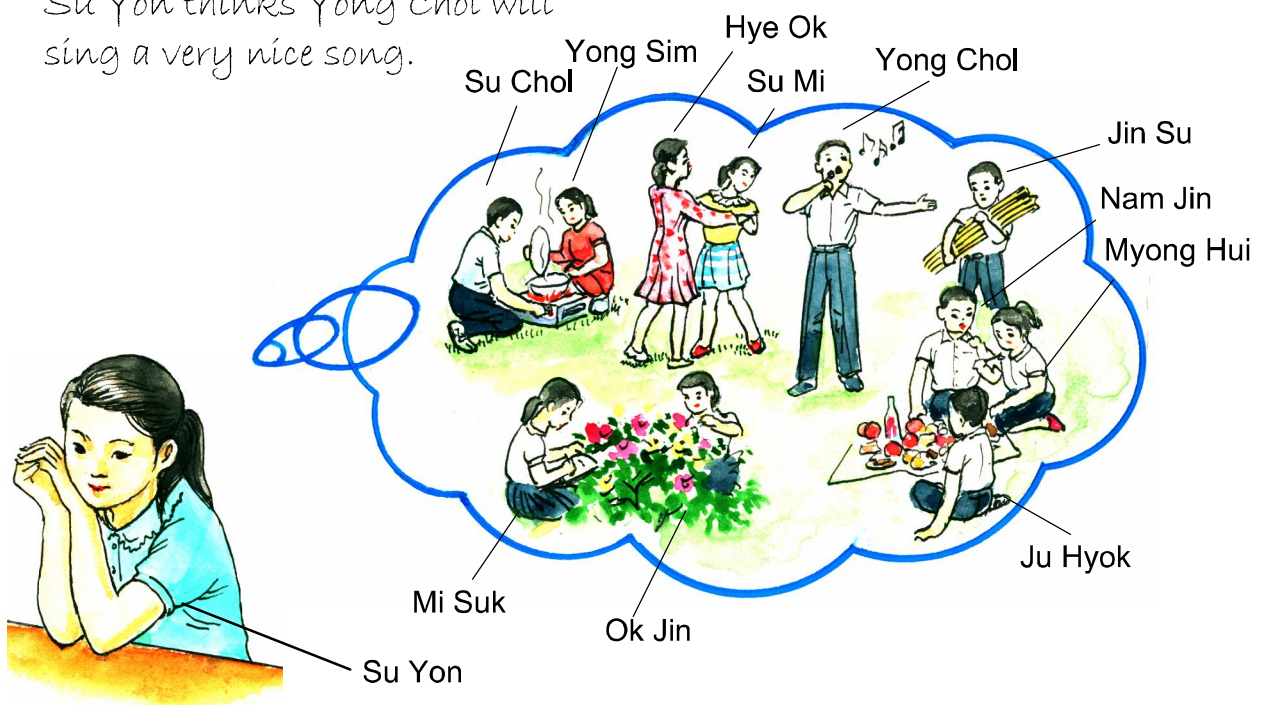 Su Yon thinks Yong Chol will
sing a very nice song.
Hye Ok
Yong Sim
Su Chol
Su Mi
Yong Chol
Jin Su
Nam Jin
Myong Hui
Ju Hyok
Mi Suk
Ok Jin
Su Yon